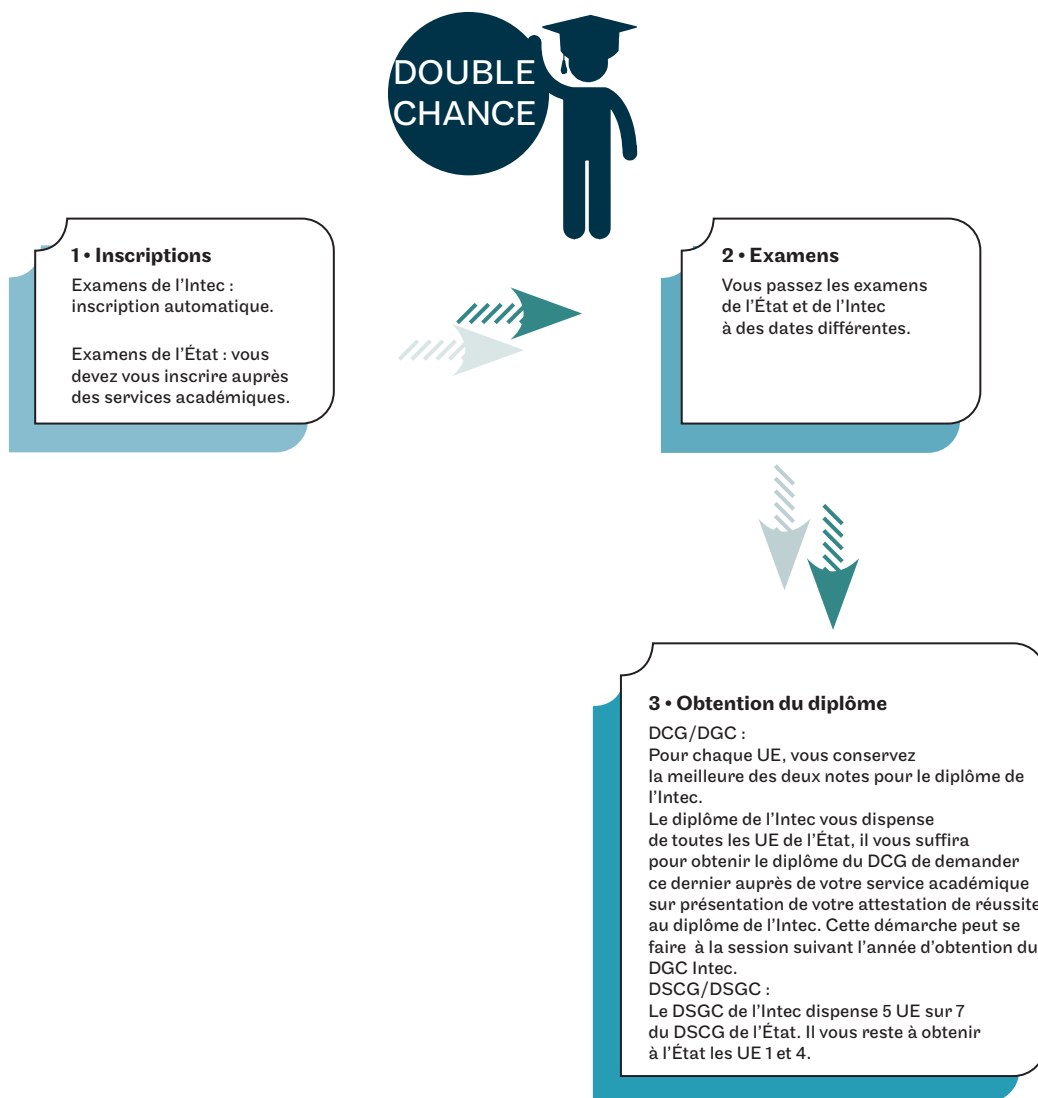 DOUBLE
CHANCE
1 • Inscriptions
Examens de l'Intec :
inscription automatique.
Examens de l'État : vous
devez vous inscrire auprès
des services académiques.
2 • Examens
Vous passez les examens
de l'État et de l'Intec
à des dates différentes.
3 • Obtention du diplôme
DCG/DGC :
Pour chaque UE, vous conservez
la meilleure des deux notes pour le diplôme de
l'Intec.
Le diplôme de l'Intec vous dispense
de toutes les UE de l'État, il vous suffira
pour obtenir le diplôme du DCG de demander
ce dernier auprès de votre service académique
sur présentation de votre attestation de réussite
au diplôme de l'Intec. Cette démarche peut se
faire à la session suivant l'année d'obtention du
DGC Intec.
DSCG/DSGC :
Le DSGC de l'Intec dispense 5 UE sur 7
du DSCG de l'État. Il vous reste à obtenir
à l'État les UE 1 et 4.